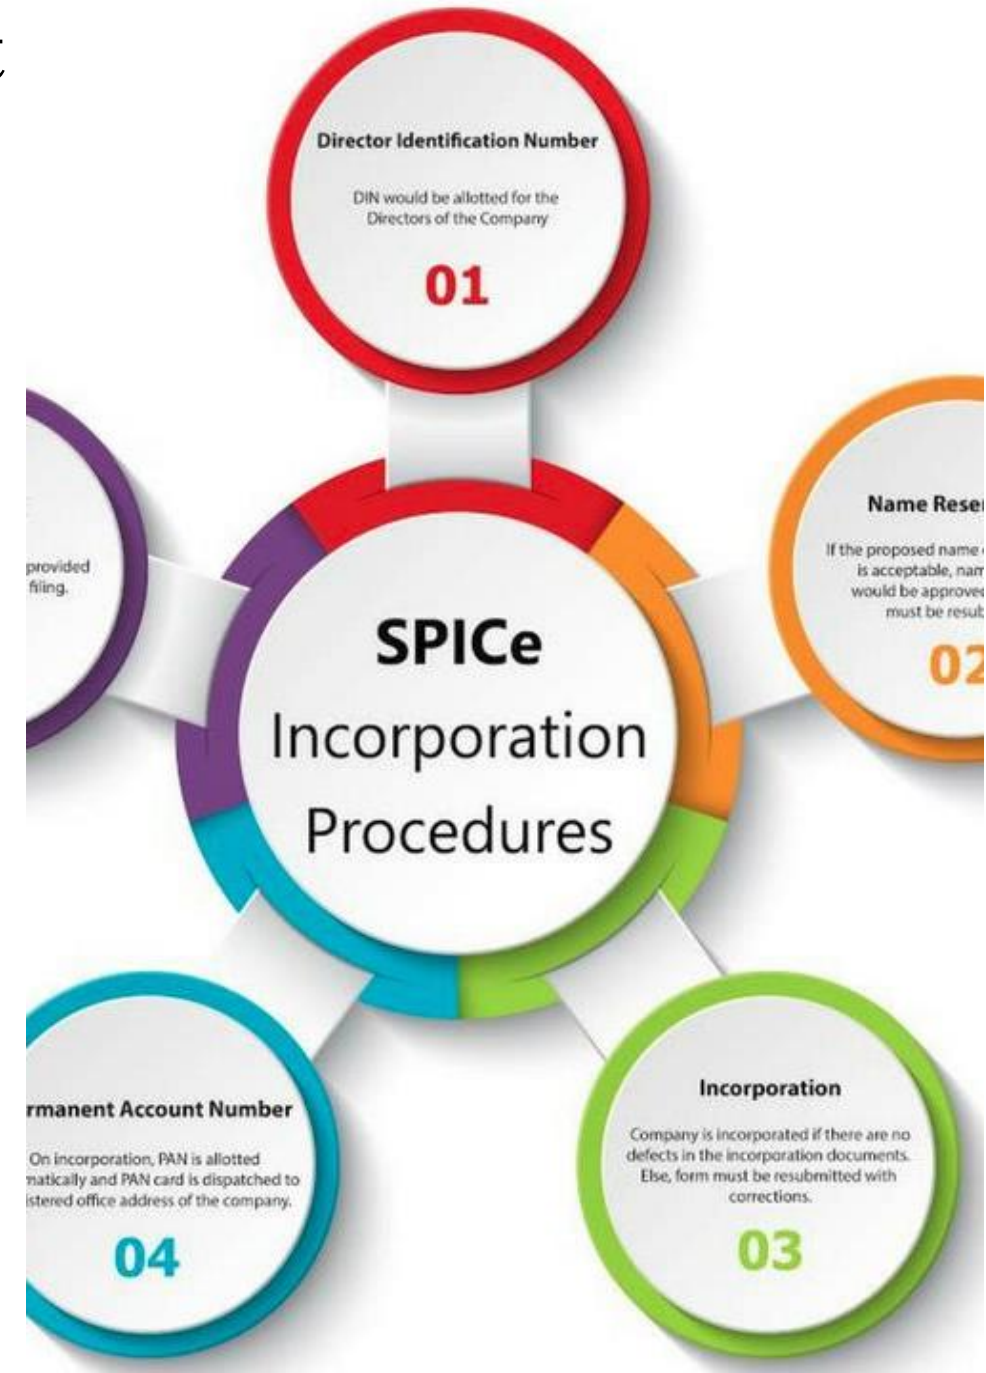 Director Identification Number
DIN would be allotted for the
Directors of the Company
01
Name Reser
If the proposed name
is acceptable, nam
would be approved
must be resub
02
provided
filing.
SPICe
Incorporation
Procedures
rmanent Account Number
On incorporation, PAN is allotted
matically and PAN card is dispatched to
istered office address of the company.
04
Incorporation
Company is incorporated if there are no
defects in the incorporation documents.
Else, form must be resubmitted with
corrections.
03